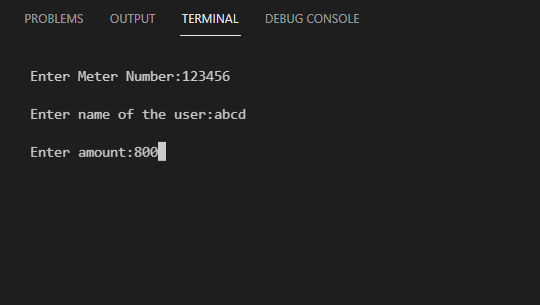 PROBLEMS OUTPUT TERMINAL DEBUG CONSOLE
Enter Meter Number:123456
Enter name of the user:abcd
Enter amount:800